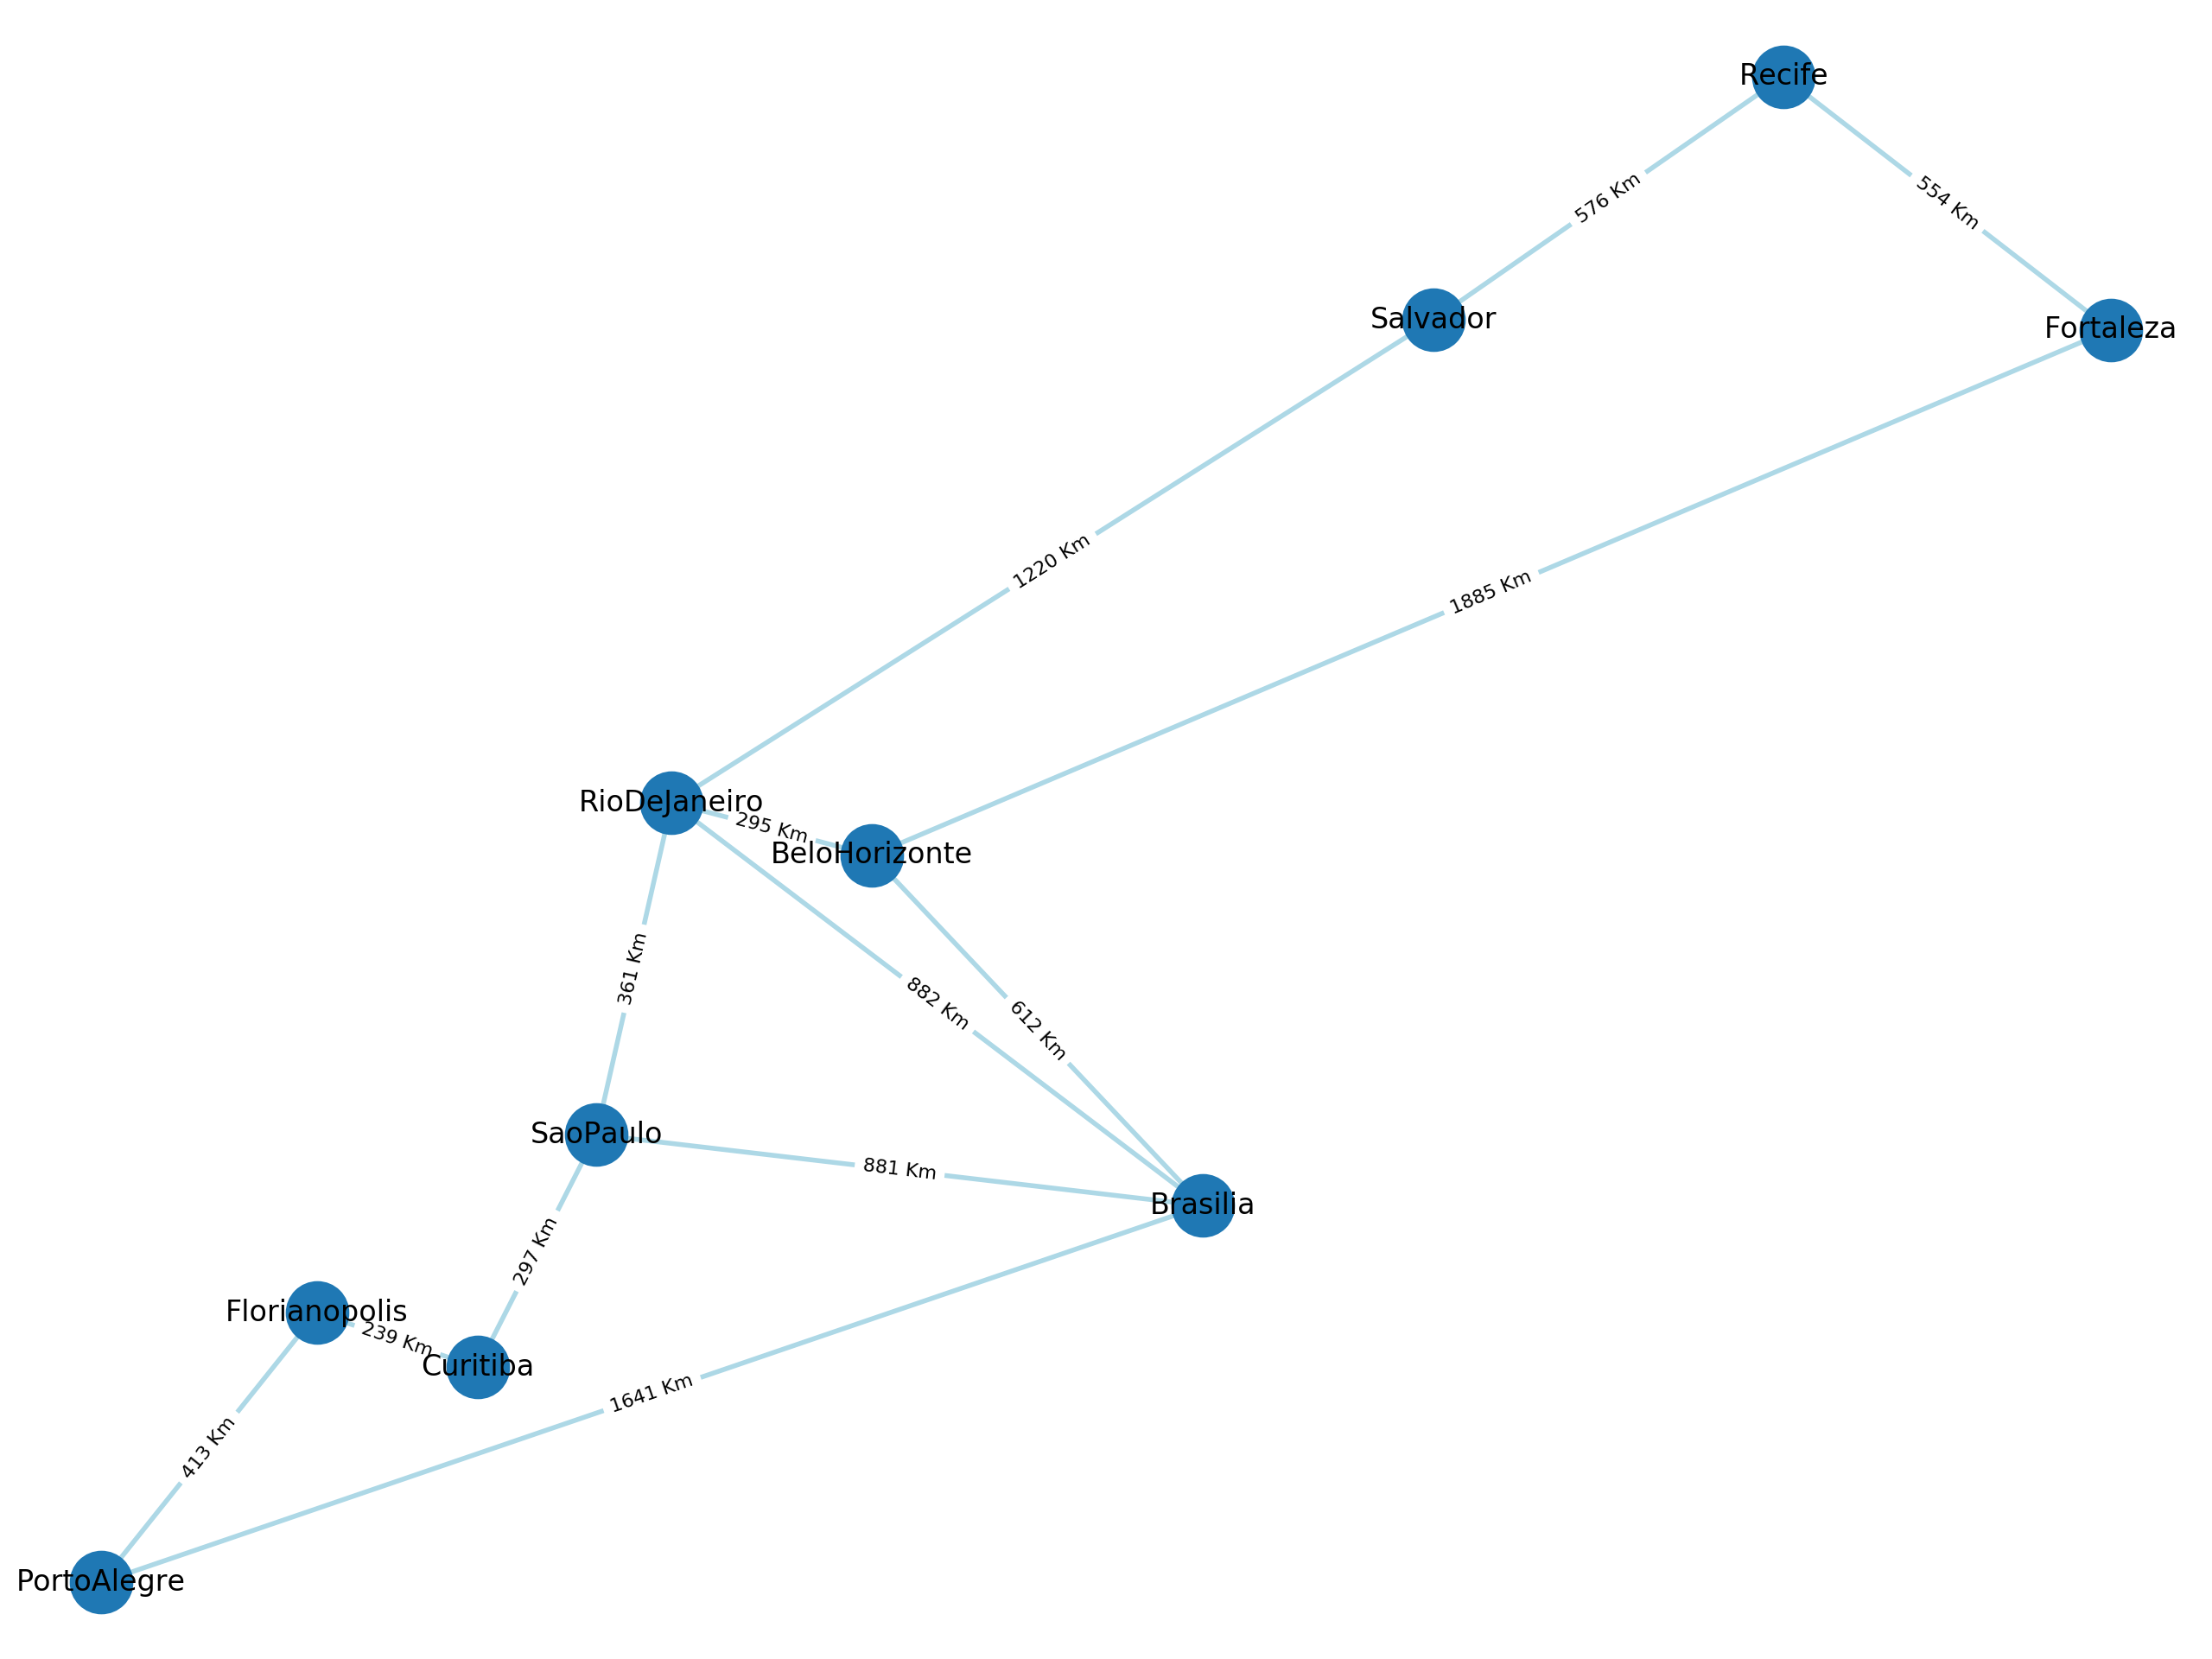 Recife
576 Km
554 Km
Salvador
Fortaleza
1220 Km
1885 Km
RioDeJaneiro
295 Km
BeloHorizonte
361 Km
882 Km
612 Km
SaoPaulo
881 Km
Brasilia
297 Km
Florianopolis
239 Km
Curitiba
1641 Km
413 Km
PortoAlegre